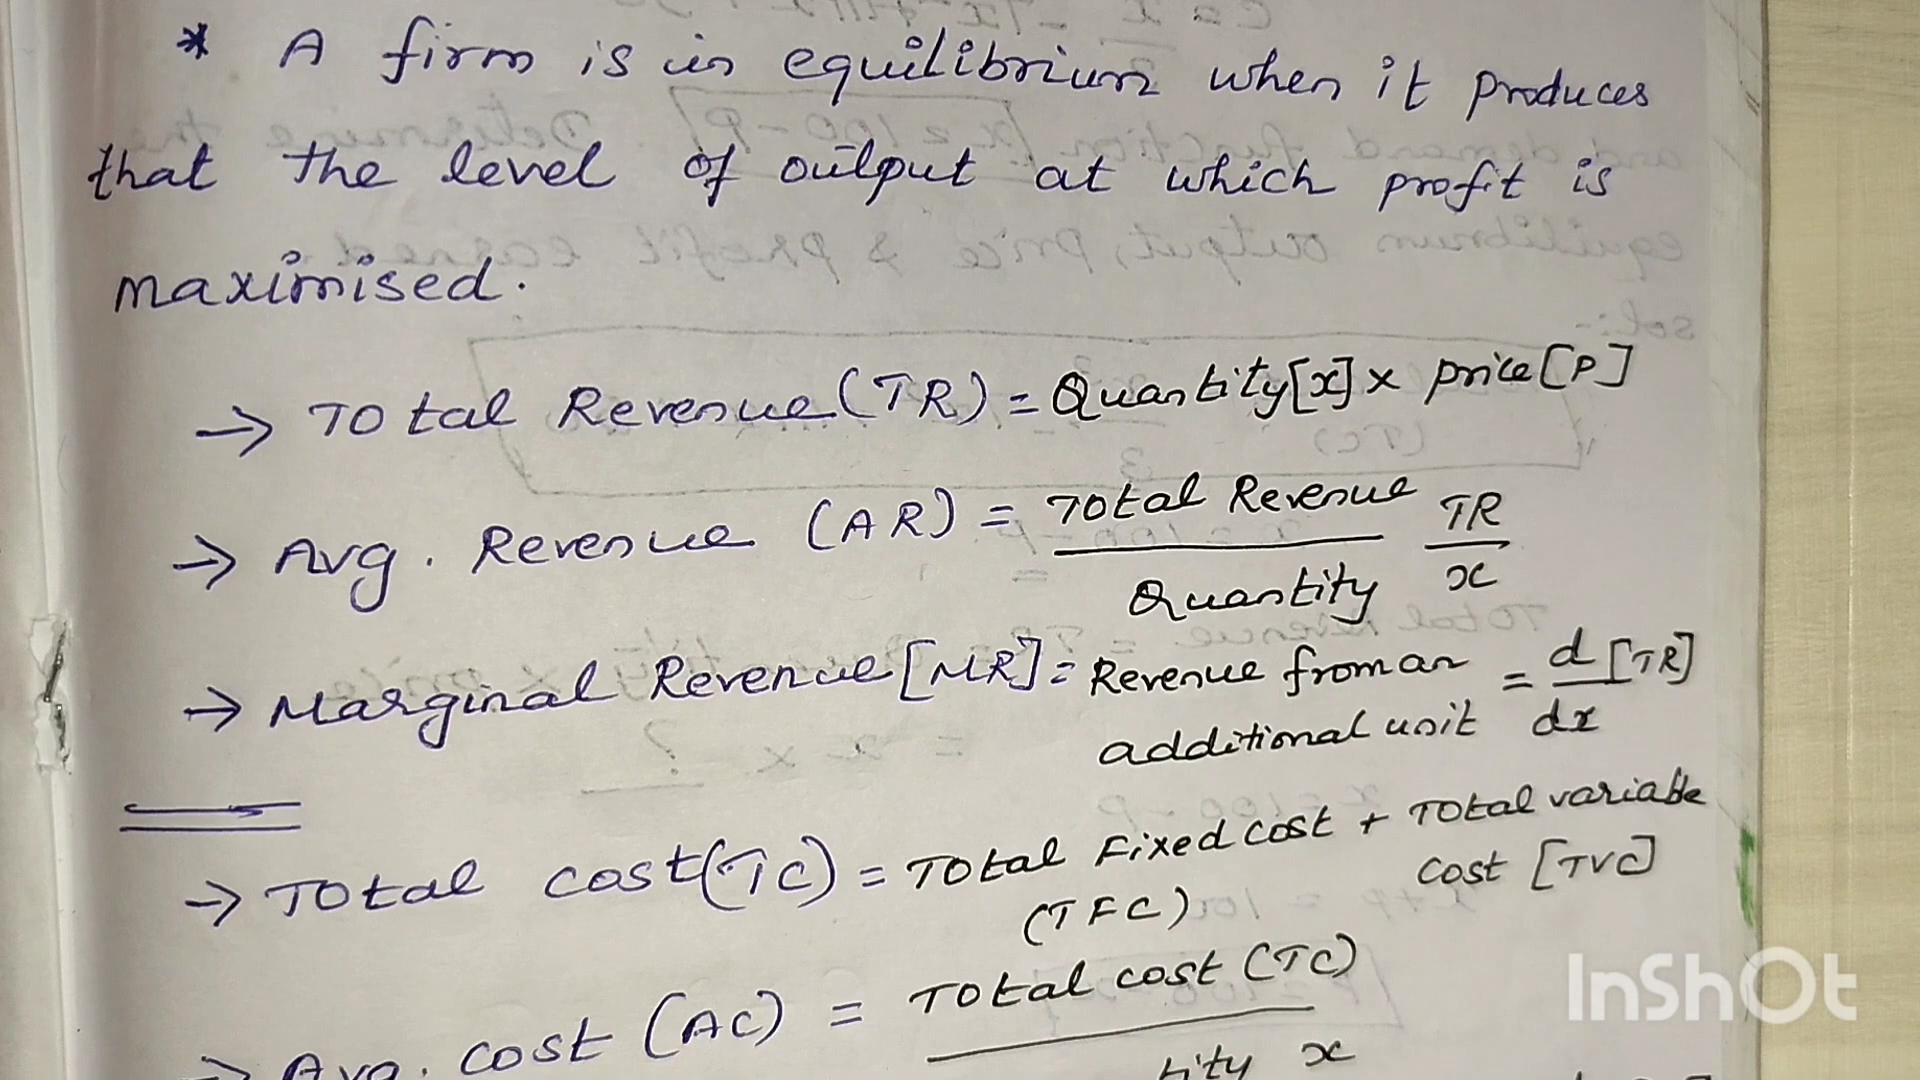 * A firm is in equilibrium when it produces
that the level of output at which profit is
maximised.
→ Total Revenue (TR) = Quantity [x] × price [P]
→ Avg. Revenue (AR) = Total Revenue / Quantity TR / x
→ Marginal Revenue [MR] = Revenue from an additional unit = d/dx [TR]
→ Total cost (TC) = Total Fixed cost (TFC) + Total variable cost [TVC]
→ Avg. cost (AC) = Total cost (TC) / x
InShOt